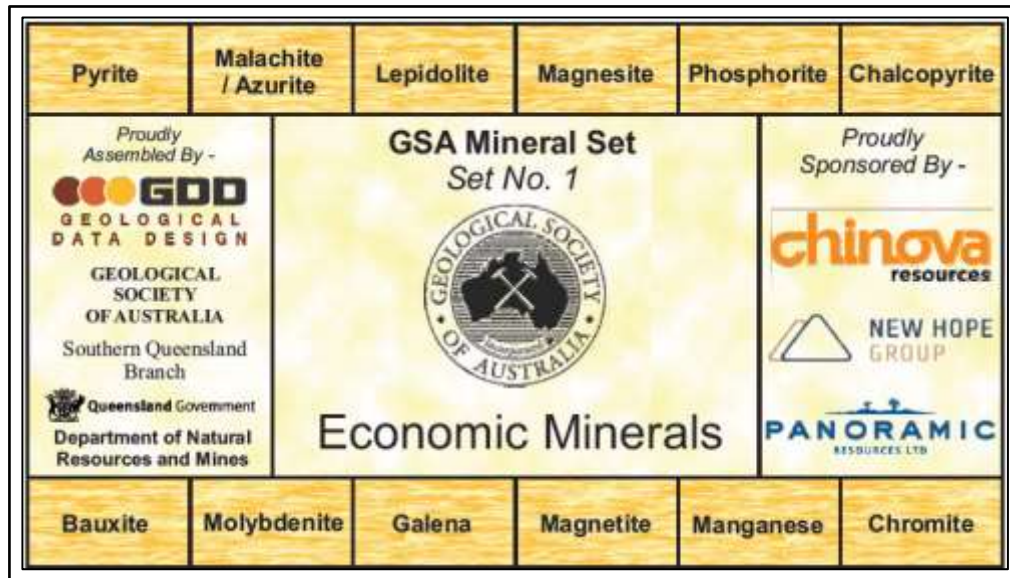 Pyrite
Malachite
/ Azurite
Lepidolite
Magnesite
Phosphorite
Chalcopyrite
Proudly
Assembled By -
GDD
GEOLOGICAL
DATA DESIGN
GEOLOGICAL
SOCIETY
OF AUSTRALIA
Southern Queensland
Branch
Queensland Government
Department of Natural
Resources and Mines
GSA Mineral Set
Set No. 1
GEOLOGICAL SOCIETY
OF AUSTRALIA
Incorporated
Economic Minerals
Proudly
Sponsored By -
chinova
resources
NEW HOPE
GROUP
PANORAMIC
RESOURCES LTD
Bauxite
Molybdenite
Galena
Magnetite
Manganese
Chromite